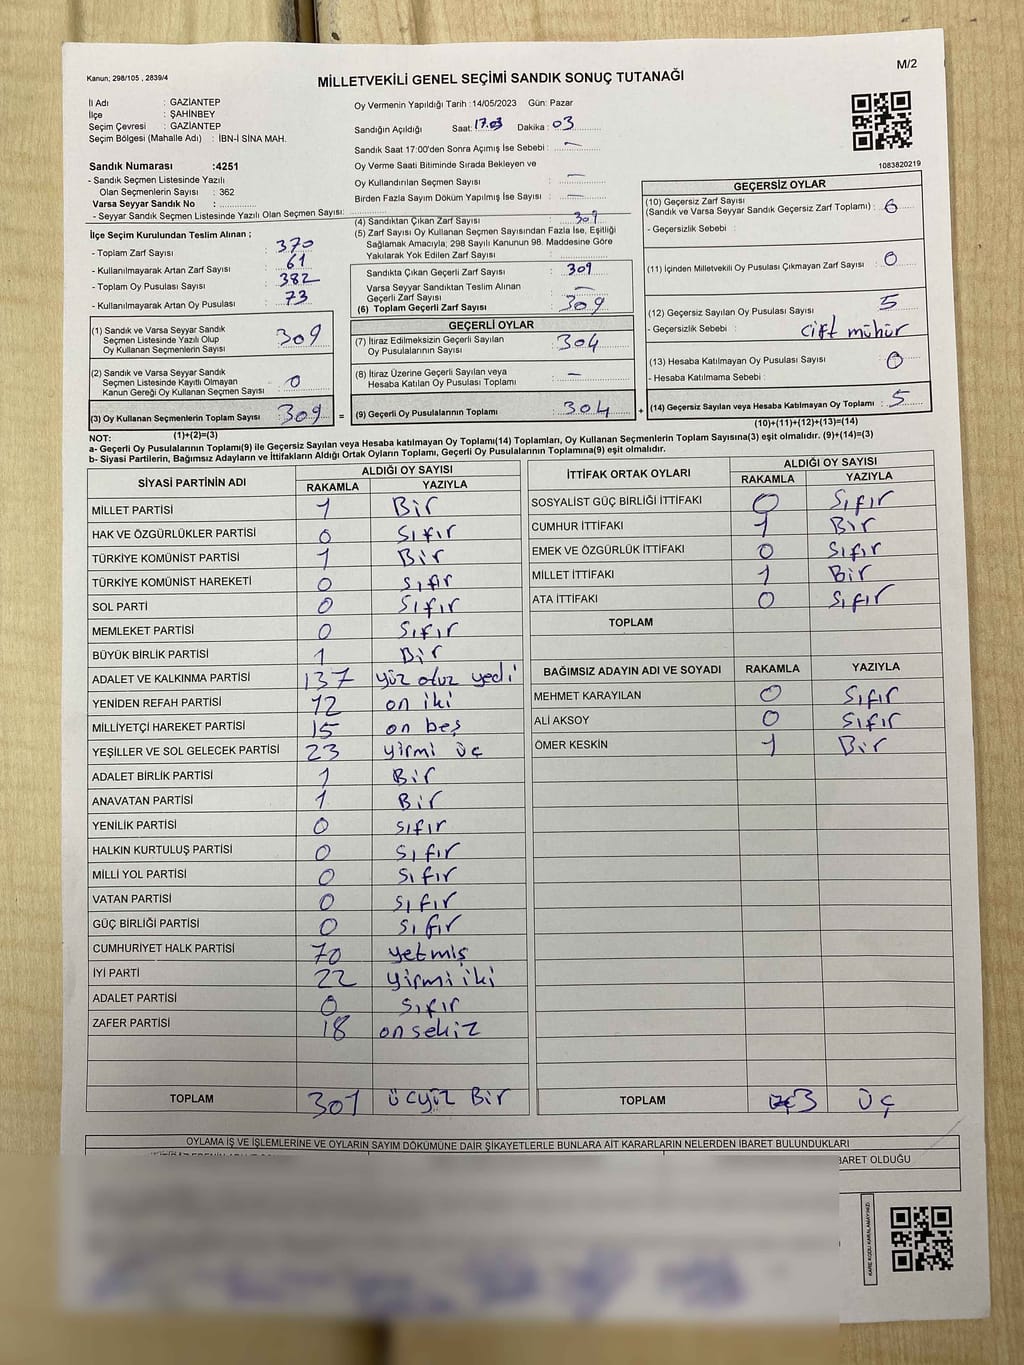 Kanun; 298/105 , 2839/4
M/2
MİLLETVEKİLİ GENEL SEÇİMİ SANDIK SONUÇ TUTANAĞI
İl Adı : GAZİANTEP
İlçe : ŞAHİNBEY
Seçim Çevresi : GAZİANTEP
Seçim Bölgesi (Mahalle Adı) : İBN-İ SİNA MAH.
Sandık Numarası :4251
- Sandık Seçmen Listesinde Yazılı
Olan Seçmenlerin Sayısı : 362
Varsa Seyyar Sandık No :
- Seyyar Sandık Seçmen Listesinde Yazılı Olan Seçmen Sayısı:
İlçe Seçim Kurulundan Teslim Alınan ;
- Toplam Zarf Sayısı : 370
- Kullanılmayarak Artan Zarf Sayısı : 61
- Toplam Oy Pusulası Sayısı : 382
- Kullanılmayarak Artan Oy Pusulası : 73
(1) Sandık ve Varsa Seyyar Sandık
Seçmen Listesinde Yazılı Olup
Oy Kullanan Seçmenlerin Sayısı : 309
(2) Sandık ve Varsa Seyyar Sandık
Seçmen Listesinde Kayıtlı Olmayan
Kanun Gereği Oy Kullanan Seçmen Sayısı : 0
(3) Oy Kullanan Seçmenlerin Toplam Sayısı : 309 =
(1)+(2)=(3)
Oy Vermenin Yapıldığı Tarih :14/05/2023 Gün: Pazar
Sandığın Açıldığı Saat: 17.03 Dakika : 03
Sandık Saat 17:00'den Sonra Açımış İse Sebebi : —
Oy Verme Saati Bitiminde Sırada Bekleyen ve
Oy Kullandırılan Seçmen Sayısı : —
Birden Fazla Sayım Döküm Yapılmış İse Sayısı : —
(4) Sandıktan Çıkan Zarf Sayısı : 309
(5) Zarf Sayısı Oy Kullanan Seçmen Sayısından Fazla İse, Eşitliği
Sağlamak Amacıyla; 298 Sayılı Kanunun 98. Maddesine Göre
Yakılarak Yok Edilen Zarf Sayısı :
Sandıkta Çıkan Geçerli Zarf Sayısı : 309
Varsa Seyyar Sandıktan Teslim Alınan
Geçerli Zarf Sayısı : —
(6) Toplam Geçerli Zarf Sayısı : 309
GEÇERLİ OYLAR
(7) İtiraz Edilmeksizin Geçerli Sayılan
Oy Pusulalarının Sayısı : 304
(8) İtiraz Üzerine Geçerli Sayılan veya
Hesaba Katılan Oy Pusulası Toplamı : —
(9) Geçerli Oy Pusulalarının Toplamı : 304 +
1083820219
GEÇERSİZ OYLAR
(10) Geçersiz Zarf Sayısı
(Sandık ve Varsa Seyyar Sandık Geçersiz Zarf Toplamı) : 6
- Geçersizlik Sebebi :
(11) İçinden Milletvekili Oy Pusulası Çıkmayan Zarf Sayısı : 0
(12) Geçersiz Sayılan Oy Pusulası Sayısı : 5
- Geçersizlik Sebebi : Çift mühür
(13) Hesaba Katılmayan Oy Pusulası Sayısı : 0
- Hesaba Katılmama Sebebi :
(14) Geçersiz Sayılan veya Hesaba Katılmayan Oy Toplamı : 5
(10)+(11)+(12)+(13)=(14)
NOT:
a- Geçerli Oy Pusulalarının Toplamı(9) ile Geçersiz Sayılan veya Hesaba katılmayan Oy Toplamı(14) Toplamları, Oy Kullanan Seçmenlerin Toplam Sayısına(3) eşit olmalıdır. (9)+(14)=(3)
b- Siyasi Partilerin, Bağımsız Adayların ve İttifakların Aldığı Ortak Oyların Toplamı, Geçerli Oy Pusulalarının Toplamına(9) eşit olmalıdır.
SİYASİ PARTİNİN ADI ALDIĞI OY SAYISI
RAKAMLA YAZIYLA
MİLLET PARTİSİ 1 Bir
HAK VE ÖZGÜRLÜKLER PARTİSİ 0 Sıfır
TÜRKİYE KOMÜNİST PARTİSİ 1 Bir
TÜRKİYE KOMÜNİST HAREKETİ 0 Sıfır
SOL PARTİ 0 Sıfır
MEMLEKET PARTİSİ 0 Sıfır
BÜYÜK BİRLİK PARTİSİ 1 Bir
ADALET VE KALKINMA PARTİSİ 137 yüz otuz yedi
YENİDEN REFAH PARTİSİ 12 on iki
MİLLİYETÇİ HAREKET PARTİSİ 15 on beş
YEŞİLLER VE SOL GELECEK PARTİSİ 23 yirmi üç
ADALET BİRLİK PARTİSİ 1 Bir
ANAVATAN PARTİSİ 1 Bir
YENİLİK PARTİSİ 0 sıfır
HALKIN KURTULUŞ PARTİSİ 0 Sıfır
MİLLİ YOL PARTİSİ 0 Sıfır
VATAN PARTİSİ 0 Sıfır
GÜÇ BİRLİĞİ PARTİSİ 0 Sıfır
CUMHURİYET HALK PARTİSİ 70 yetmiş
İYİ PARTİ 22 yirmi iki
ADALET PARTİSİ 0 Sıfır
ZAFER PARTİSİ 18 on sekiz
TOPLAM 301 üçyüz Bir
İTTİFAK ORTAK OYLARI ALDIĞI OY SAYISI
RAKAMLA YAZIYLA
SOSYALİST GÜÇ BİRLİĞİ İTTİFAKI 0 Sıfır
CUMHUR İTTİFAKI 1 Bir
EMEK VE ÖZGÜRLÜK İTTİFAKI 0 Sıfır
MİLLET İTTİFAKI 1 Bir
ATA İTTİFAKI 0 Sıfır
TOPLAM
BAĞIMSIZ ADAYIN ADI VE SOYADI RAKAMLA YAZIYLA
MEHMET KARAYILAN 0 Sıfır
ALİ AKSOY 0 Sıfır
ÖMER KESKİN 1 Bir
TOPLAM 3 üç
OYLAMA İŞ VE İŞLEMLERİNE VE OYLARIN SAYIM DÖKÜMÜNE DAİR ŞİKAYETLERLE BUNLARA AİT KARARLARIN NELERDEN İBARET BULUNDUKLARI
BARET OLDUĞU
KARE KODU KARALAMAYINIZ!